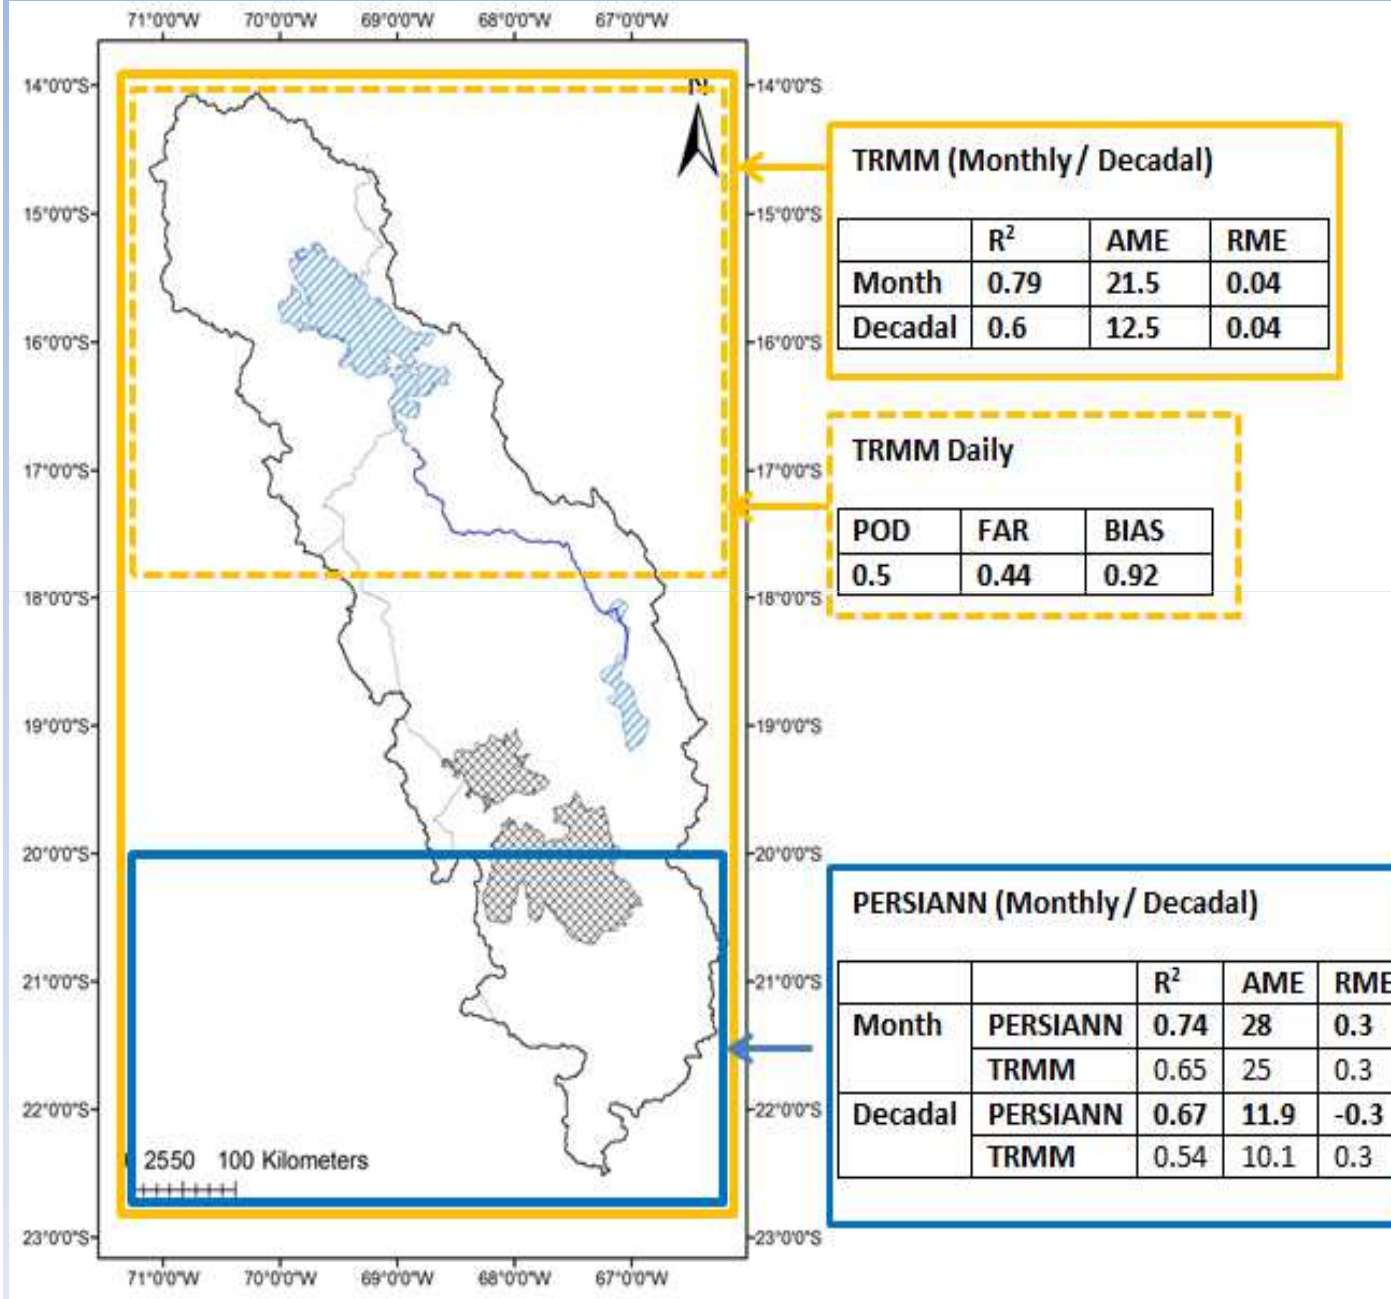 71°0'0"W 70°0'0"W 69°0'0"W 68°0'0"W 67°0'0"W
N
14°0'0"S 14°0'0"S
15°0'0"S 15°0'0"S
16°0'0"S 16°0'0"S
17°0'0"S 17°0'0"S
18°0'0"S 18°0'0"S
19°0'0"S 19°0'0"S
20°0'0"S 20°0'0"S
21°0'0"S 21°0'0"S
22°0'0"S 22°0'0"S
23°0'0"S 23°0'0"S
2550 100 Kilometers
71°0'0"W 70°0'0"W 69°0'0"W 68°0'0"W 67°0'0"W
TRMM (Monthly / Decadal)
R² AME RME
Month 0.79 21.5 0.04
Decadal 0.6 12.5 0.04
TRMM Daily
POD FAR BIAS
0.5 0.44 0.92
PERSIANN (Monthly / Decadal)
R² AME RME
Month PERSIANN 0.74 28 0.3
TRMM 0.65 25 0.3
Decadal PERSIANN 0.67 11.9 -0.3
TRMM 0.54 10.1 0.3